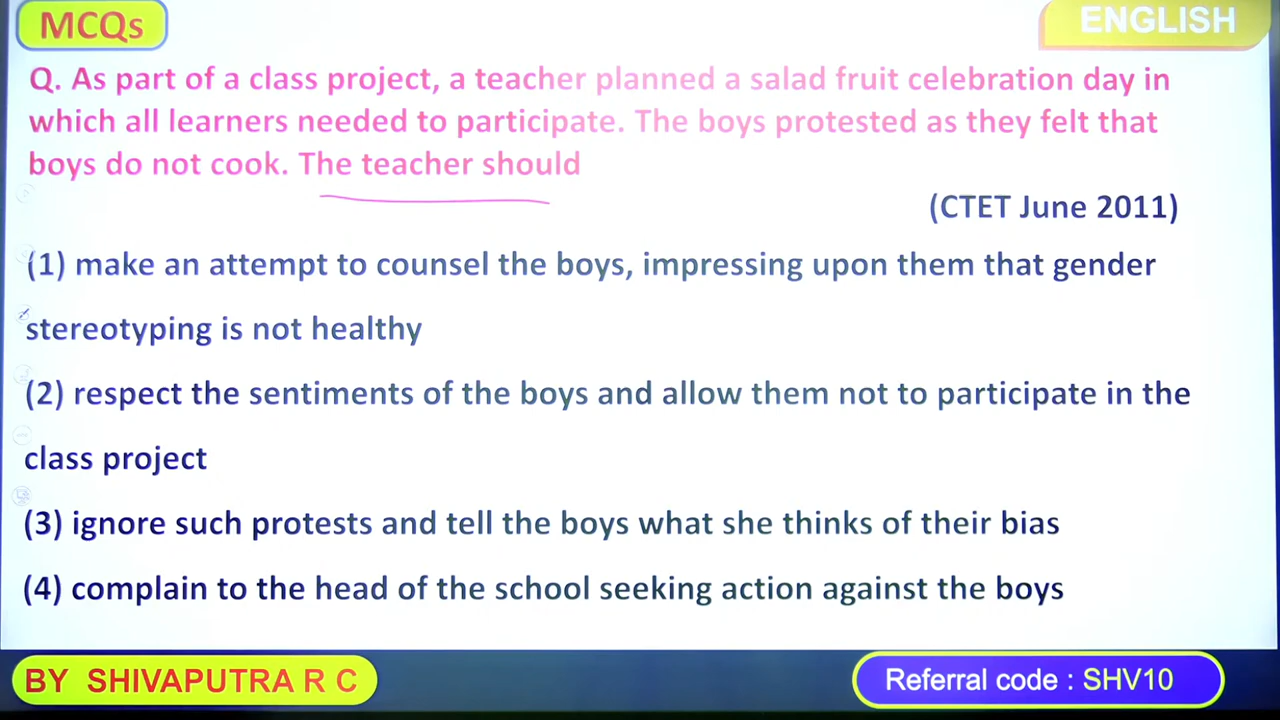 MCQs
ENGLISH
Q. As part of a class project, a teacher planned a salad fruit celebration day in
which all learners needed to participate. The boys protested as they felt that
boys do not cook. The teacher should
(CTET June 2011)
(1) make an attempt to counsel the boys, impressing upon them that gender
stereotyping is not healthy
(2) respect the sentiments of the boys and allow them not to participate in the
class project
(3) ignore such protests and tell the boys what she thinks of their bias
(4) complain to the head of the school seeking action against the boys
BY SHIVAPUTRA R C
Referral code : SHV10